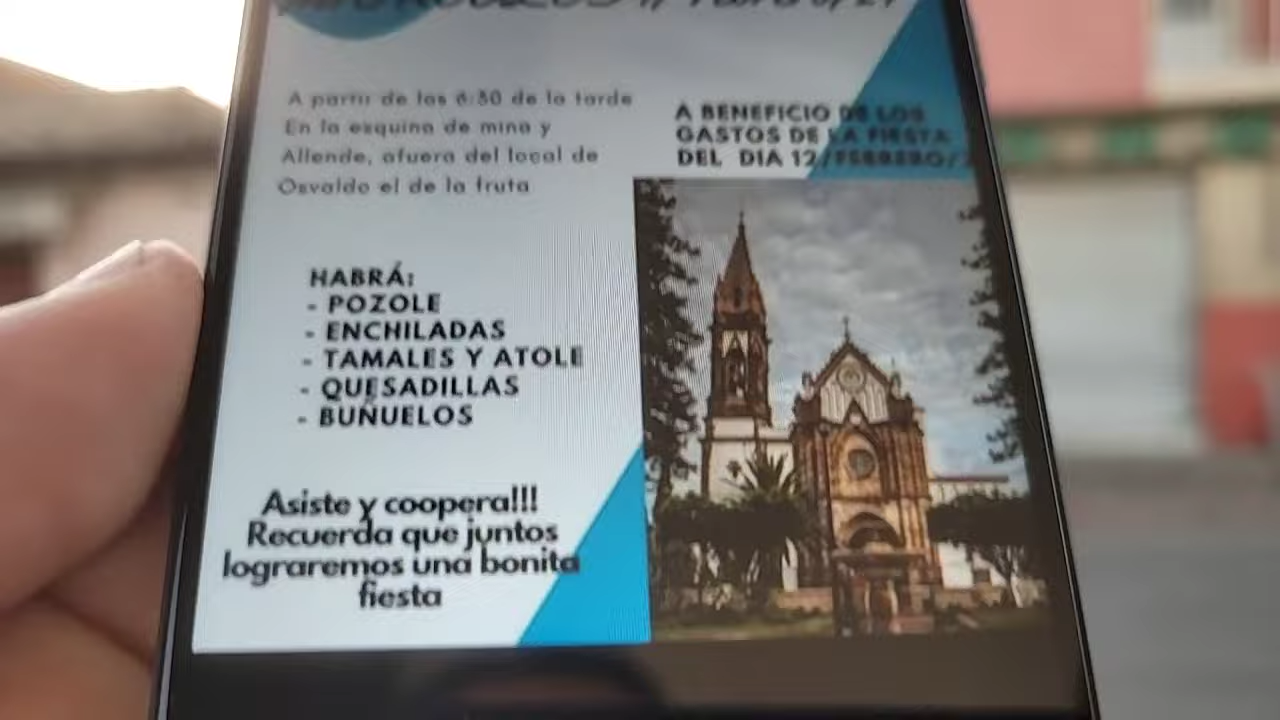 A partir de las 6:30 de la tarde
En la esquina de mina y
Allende, afuera del local de
Osvaldo el de la fruta
A BENEFICIO DE LOS
GASTOS DE LA FIESTA
DEL DIA 12/FEBRERO/
HABRÁ:
- POZOLE
- ENCHILADAS
- TAMALES Y ATOLE
- QUESADILLAS
- BUÑUELOS
Asiste y coopera!!!
Recuerda que juntos
lograremos una bonita
fiesta